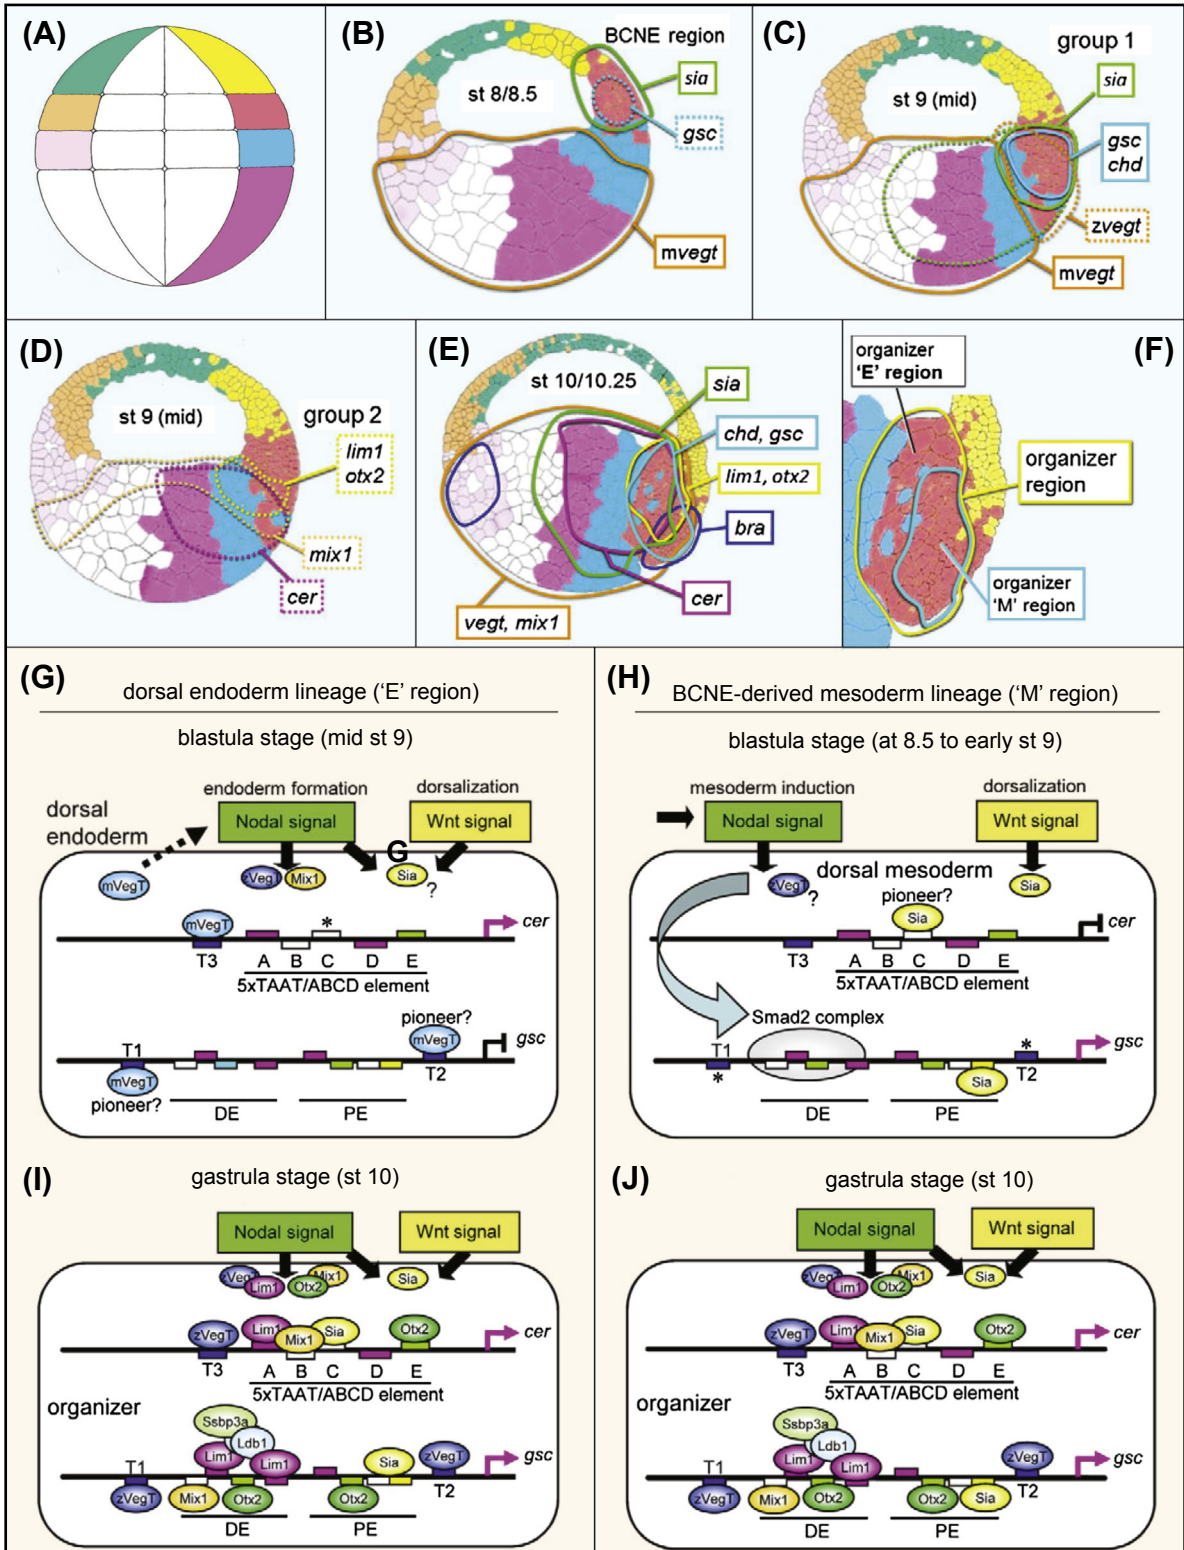 (A)
(B)
BCNE region
st 8/8.5
sia
gsc
mvegt
(C)
group 1
st 9 (mid)
sia
gsc
chd
zvegt
mvegt
(D)
st 9 (mid)
group 2
lim1
otx2
mix1
cer
(E)
st 10/10.25
sia
chd, gsc
lim1, otx2
bra
cer
vegt, mix1
(F)
organizer
'E' region
organizer
region
organizer
'M' region
(G)
dorsal endoderm lineage ('E' region)
blastula stage (mid st 9)
endoderm formation
dorsalization
dorsal
endoderm
Nodal signal
Wnt signal
G
mVegT
zVegT
Mix1
Sia
?
mVegT
*
cer
T3
A B C D E
5xTAAT/ABCD element
pioneer?
mVegT
gsc
T1
T2
mVegT
pioneer?
DE
PE
(H)
BCNE-derived mesoderm lineage ('M' region)
blastula stage (at 8.5 to early st 9)
mesoderm induction
dorsalization
Nodal signal
Wnt signal
dorsal mesoderm
zVegT
?
pioneer?
Sia
Sia
cer
T3
A B C D E
5xTAAT/ABCD element
Smad2 complex
T1
*
*
gsc
T2
Sia
DE
PE
(I)
gastrula stage (st 10)
Nodal signal
Wnt signal
zVegT
Lim1
Otx2
Mix1
Sia
zVegT
Lim1
Mix1
Sia
Otx2
cer
T3
A B C D E
5xTAAT/ABCD element
organizer
Ssbp3a
Ldb1
Lim1
Lim1
Sia
zVegT
gsc
T1
T2
zVegT
Mix1
Otx2
Otx2
DE
PE
(J)
gastrula stage (st 10)
Nodal signal
Wnt signal
zVegT
Lim1
Otx2
Mix1
Sia
zVegT
Lim1
Mix1
Sia
Otx2
cer
T3
A B C D E
5xTAAT/ABCD element
organizer
Ssbp3a
Ldb1
Lim1
Lim1
zVegT
gsc
T1
T2
zVegT
Mix1
Otx2
Otx2
Sia
DE
PE